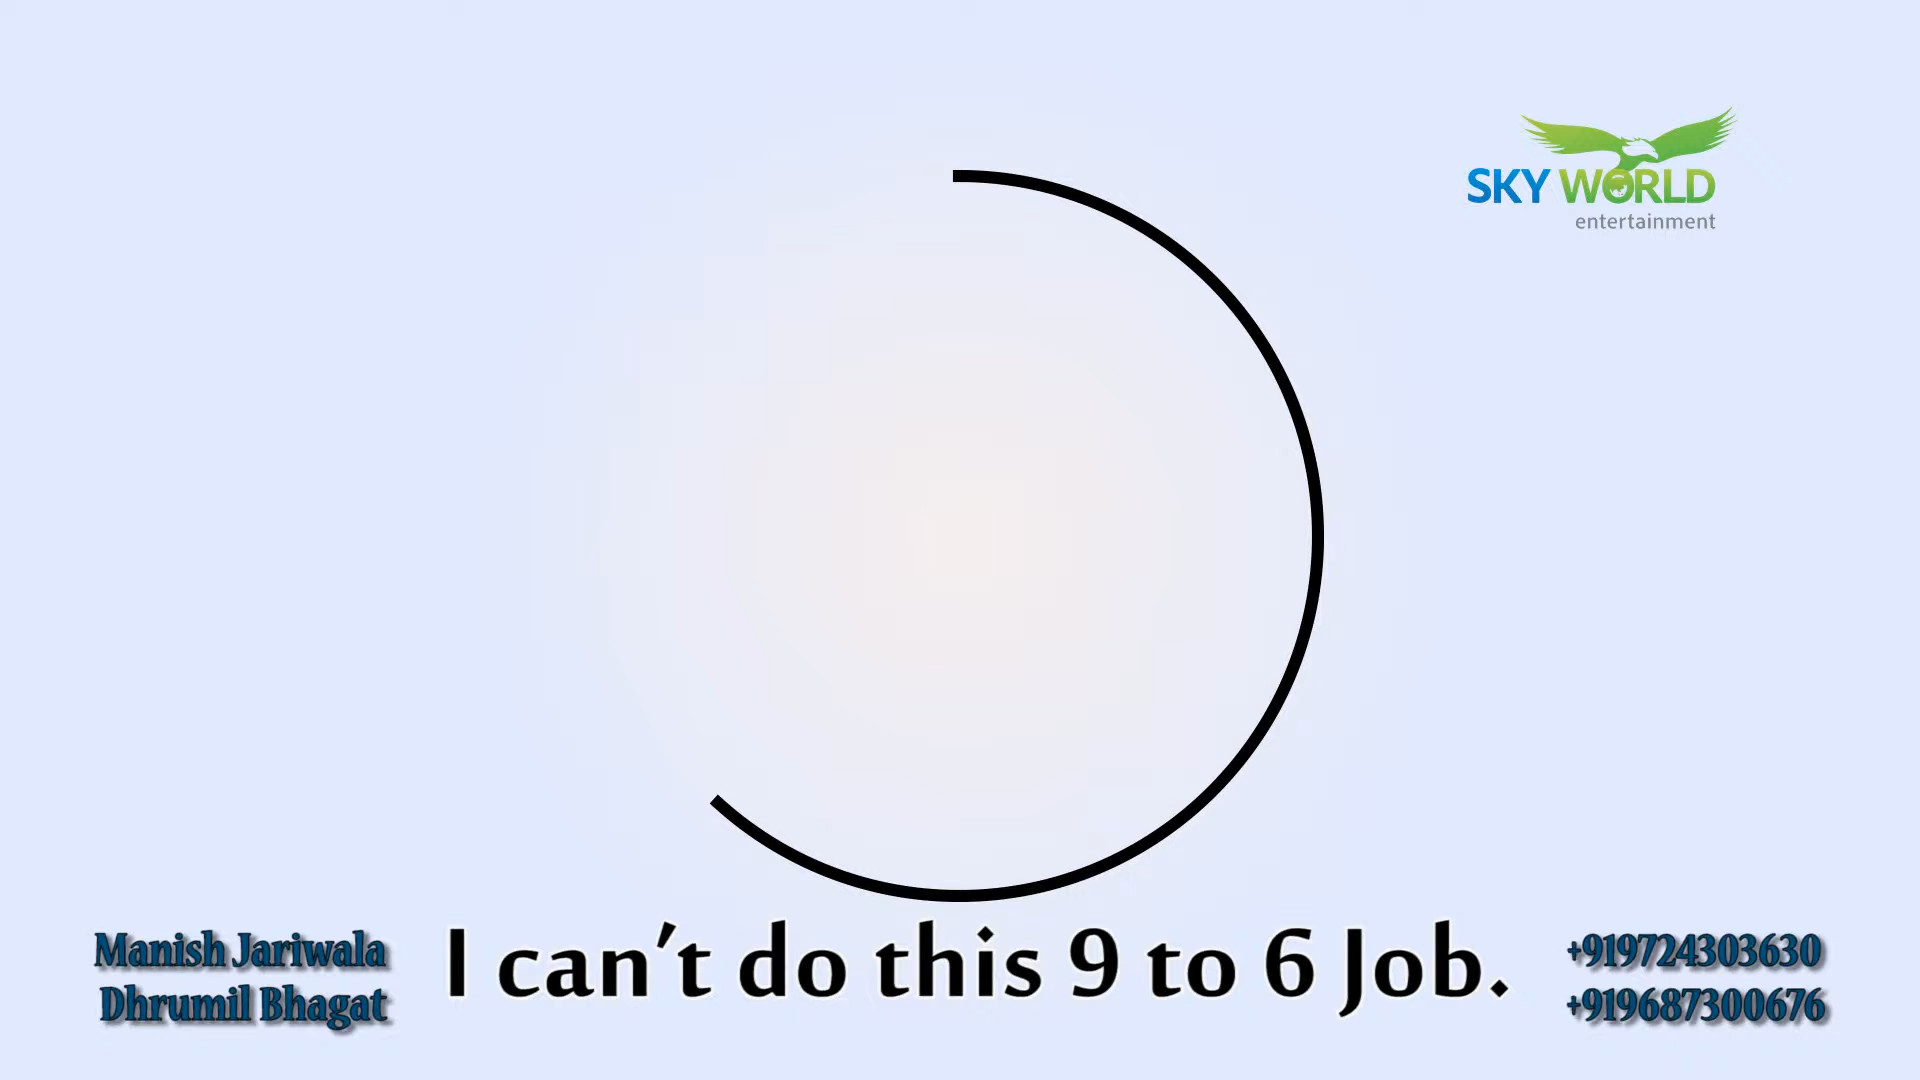 SKY WORLD
entertainment
Manish Jariwala
Dhrumil Bhagat
I can't do this 9 to 6 Job.
+919724303630
+919687300676